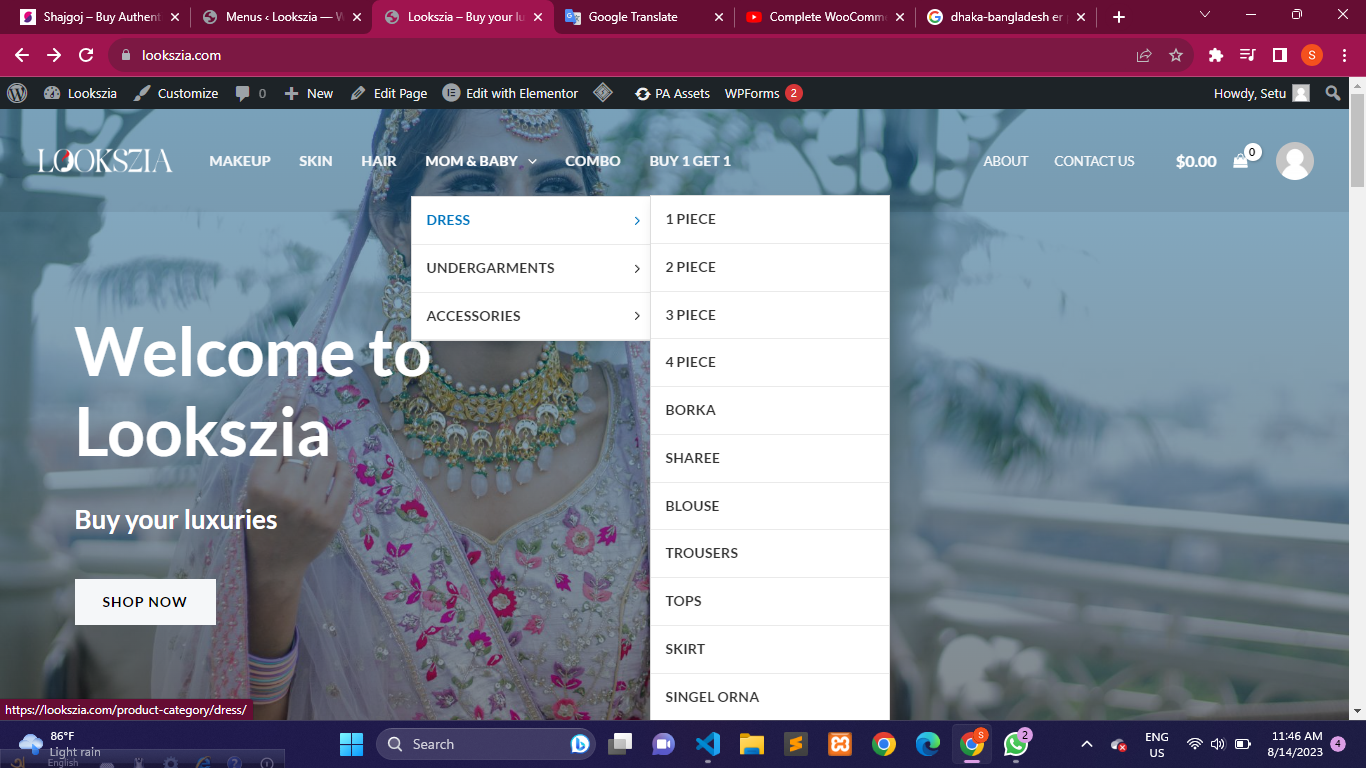 Shajgoj – Buy Authent
Menus ‹ Lookszia — W
Lookszia – Buy your lu
Google Translate
Complete WooComme
dhaka-bangladesh er p
lookszia.com
S
Lookszia
Customize
0
New
Edit Page
Edit with Elementor
PA Assets
WPForms 2
Howdy, Setu
LOOKSZIA
MAKEUP
SKIN
HAIR
MOM & BABY
COMBO
BUY 1 GET 1
ABOUT
CONTACT US
$0.00
0
DRESS
UNDERGARMENTS
ACCESSORIES
1 PIECE
2 PIECE
3 PIECE
4 PIECE
BORKA
SHAREE
BLOUSE
TROUSERS
TOPS
SKIRT
SINGEL ORNA
Welcome to
Lookszia
Buy your luxuries
SHOP NOW
https://lookszia.com/product-category/dress/
86°F
Light rain
English
Search
S
2
ENG
US
11:46 AM
8/14/2023
4